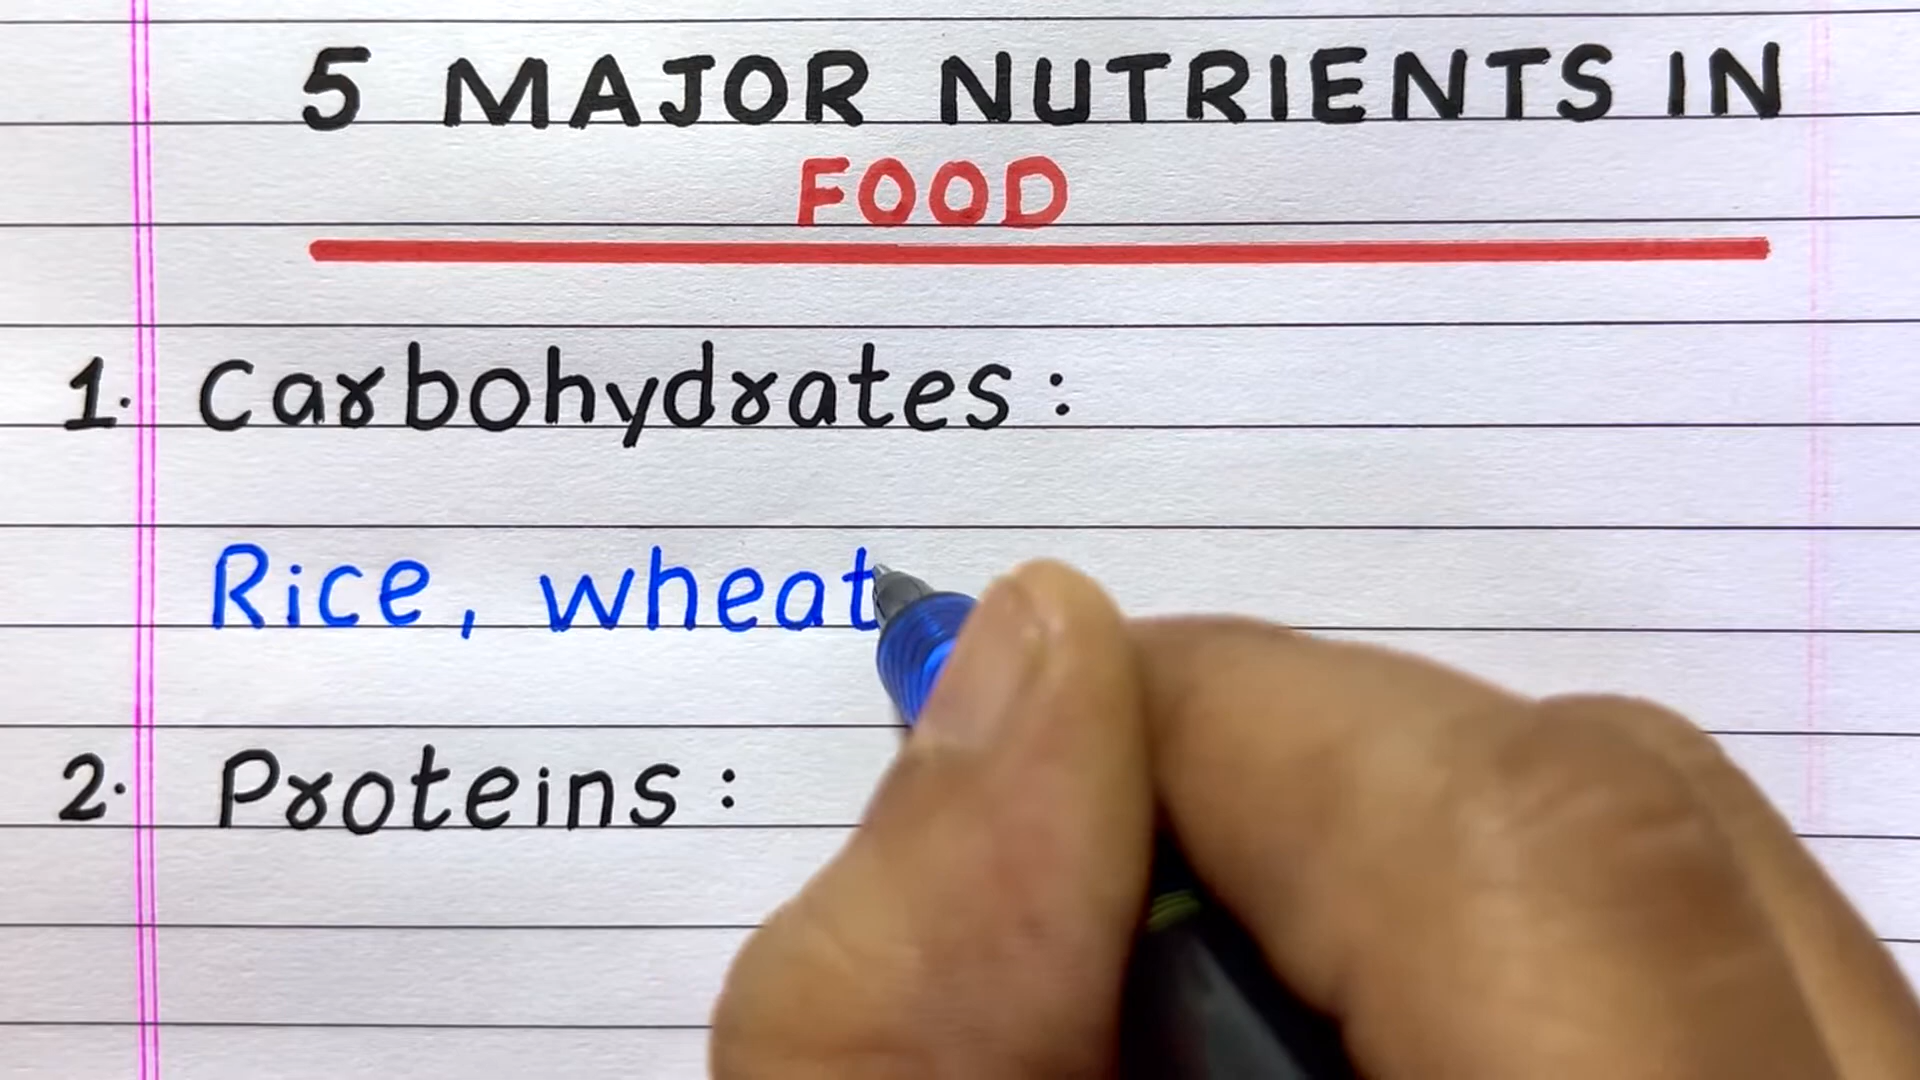 5 MAJOR NUTRIENTS IN
FOOD
1. Carbohydrates :
Rice, wheat
2. Proteins :